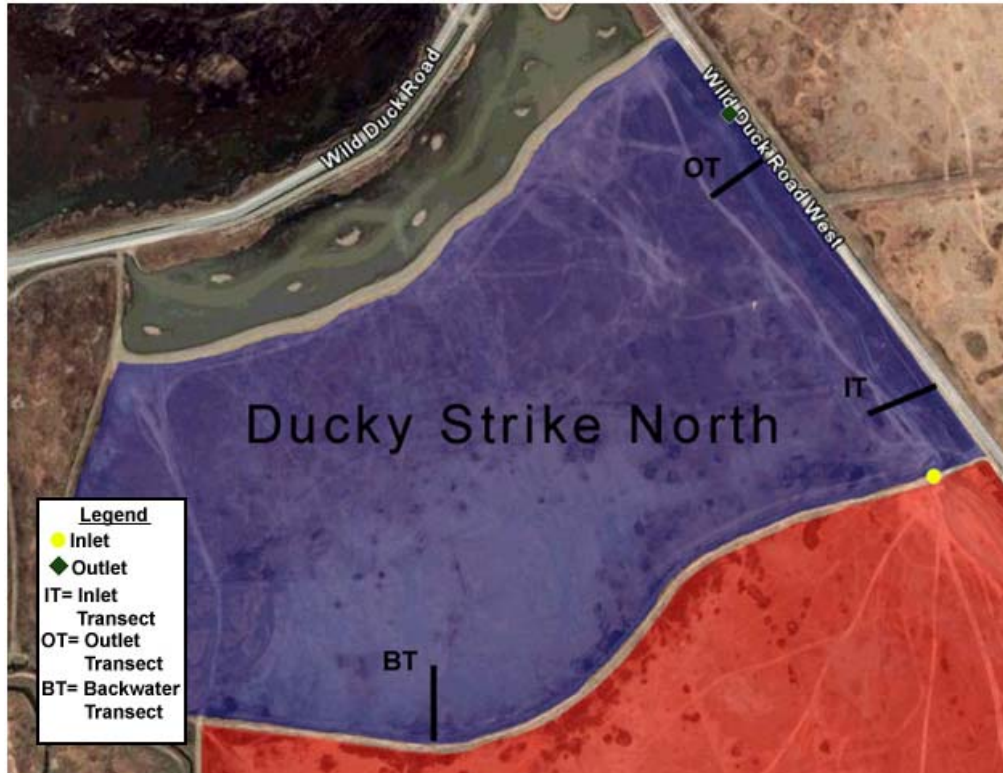 Wild Duck Road
Wild Duck Road West
OT
IT
Ducky Strike North
BT
Legend
Inlet
Outlet
IT= Inlet
Transect
OT= Outlet
Transect
BT= Backwater
Transect